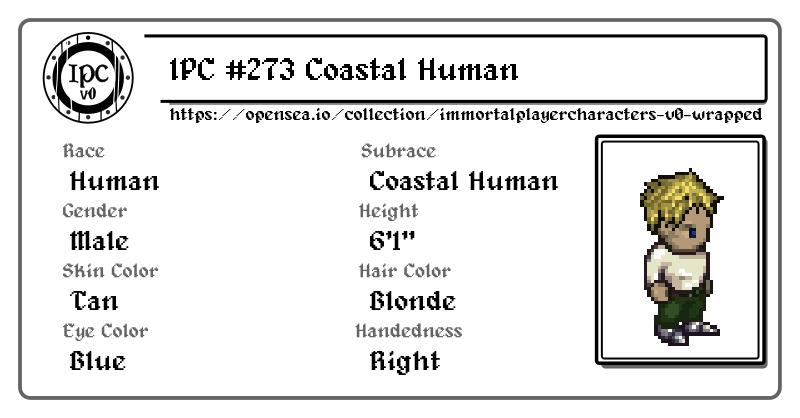 IPC
v0
IPC #273 Coastal Human
https://opensea.io/collection/immortalplayercharacters-v0-wrapped
Race
Subrace
Human
Coastal Human
Gender
Height
Male
6'1"
Skin Color
Hair Color
Tan
Blonde
Eye Color
Handedness
Blue
Right